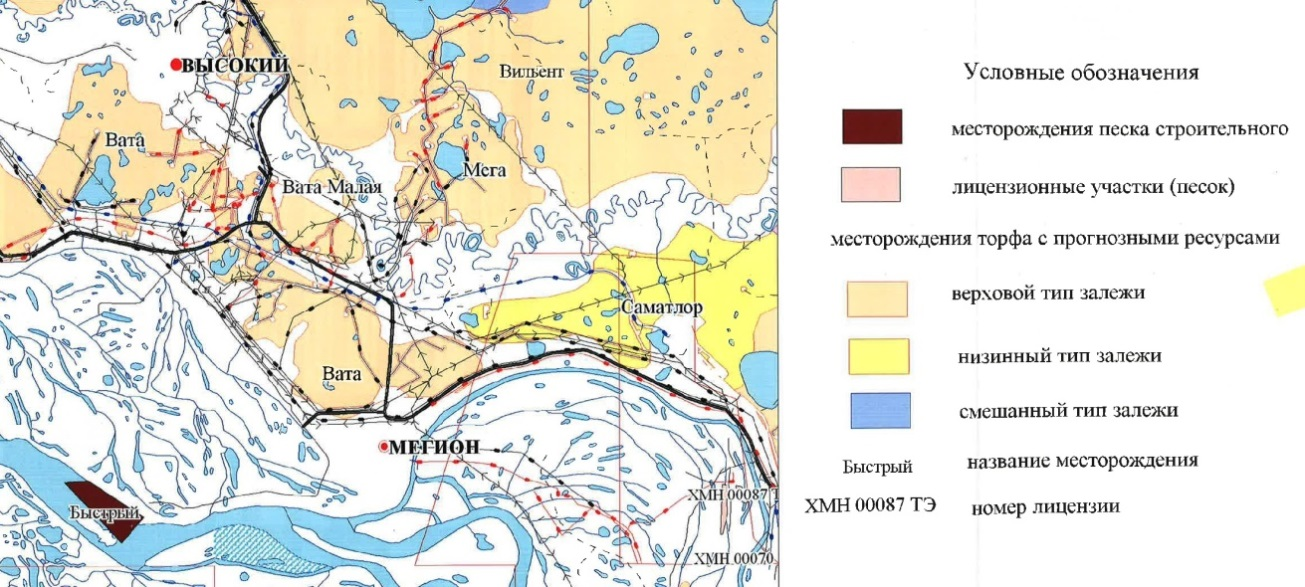 ВЫСОКИЙ
Вильент
Вата
Мега
Вата Малая
Саматлор
Вата
МЕГИОН
ХМН 00087 Т
Быстрый
ХМН 00070
Условные обозначения
месторождения песка строительного
лицензионные участки (песок)
месторождения торфа с прогнозными ресурсами
верховой тип залежи
низинный тип залежи
смешанный тип залежи
Быстрый название месторождения
ХМН 00087 ТЭ номер лицензии